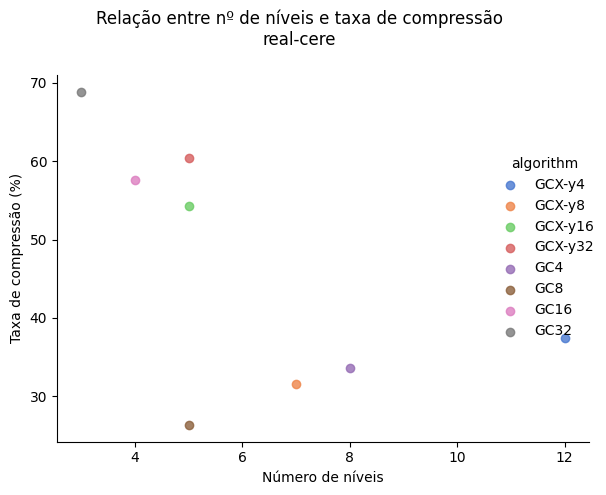 Relação entre nº de níveis e taxa de compressão
real-cere
Taxa de compressão (%)
70
60
50
40
30
4
6
8
10
12
Número de níveis
algorithm
GCX-y4
GCX-y8
GCX-y16
GCX-y32
GC4
GC8
GC16
GC32